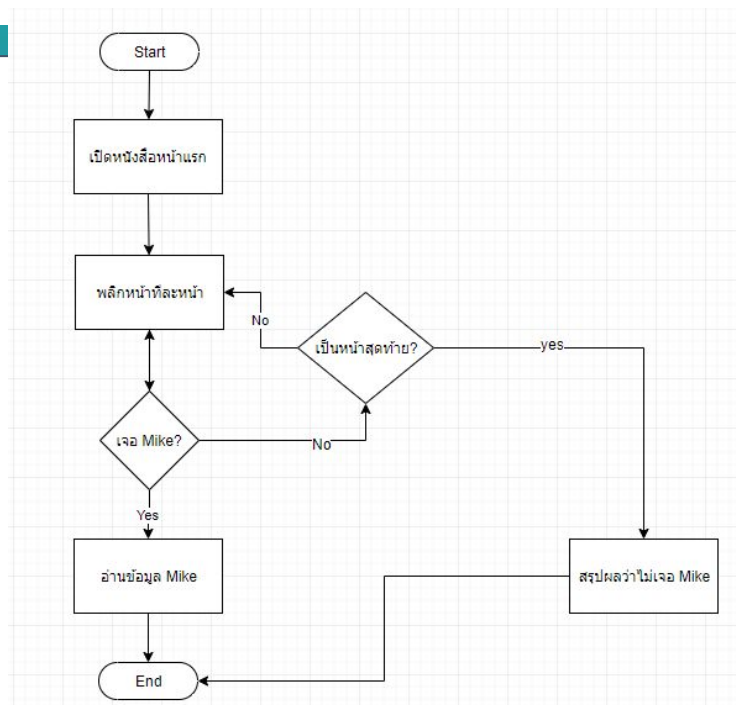 Start
เปิดหนังสือหน้าแรก
พลิกหน้าทีละหน้า
No
เป็นหน้าสุดท้าย?
yes
เจอ Mike?
No
Yes
อ่านข้อมูล Mike
สรุปผลว่าไม่เจอ Mike
End